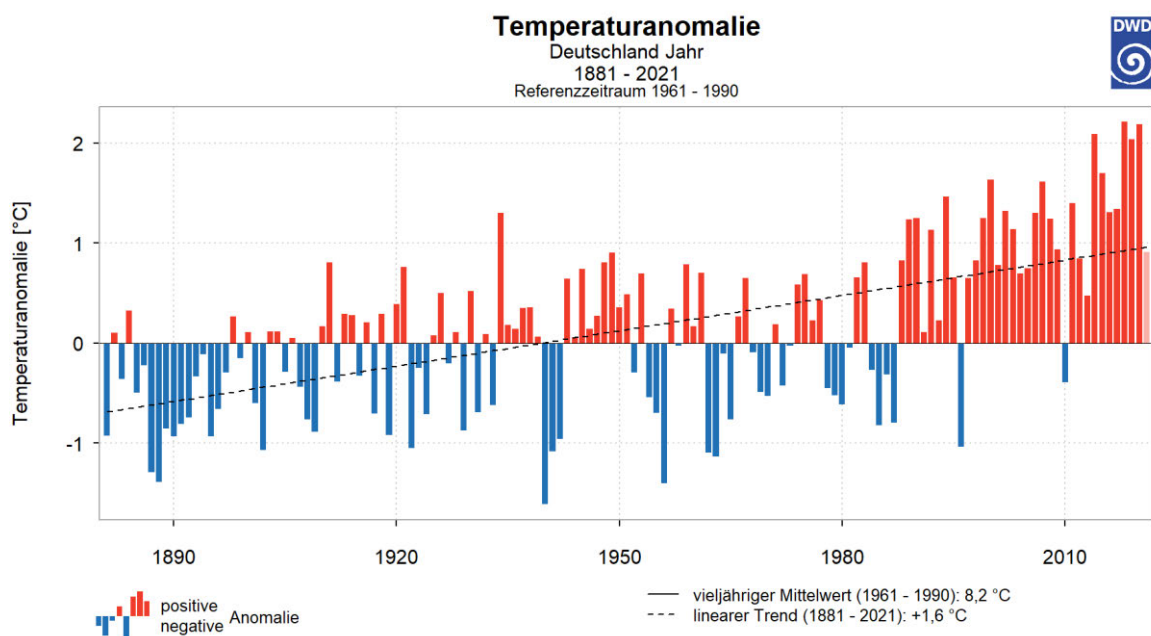 Temperaturanomalie
Deutschland Jahr
1881 - 2021
Referenzzeitraum 1961 - 1990
DWD
Temperaturanomalie [°C]
2
1
0
-1
1890 1920 1950 1980 2010
positive
negative Anomalie
vieljähriger Mittelwert (1961 - 1990): 8,2 °C
linearer Trend (1881 - 2021): +1,6 °C